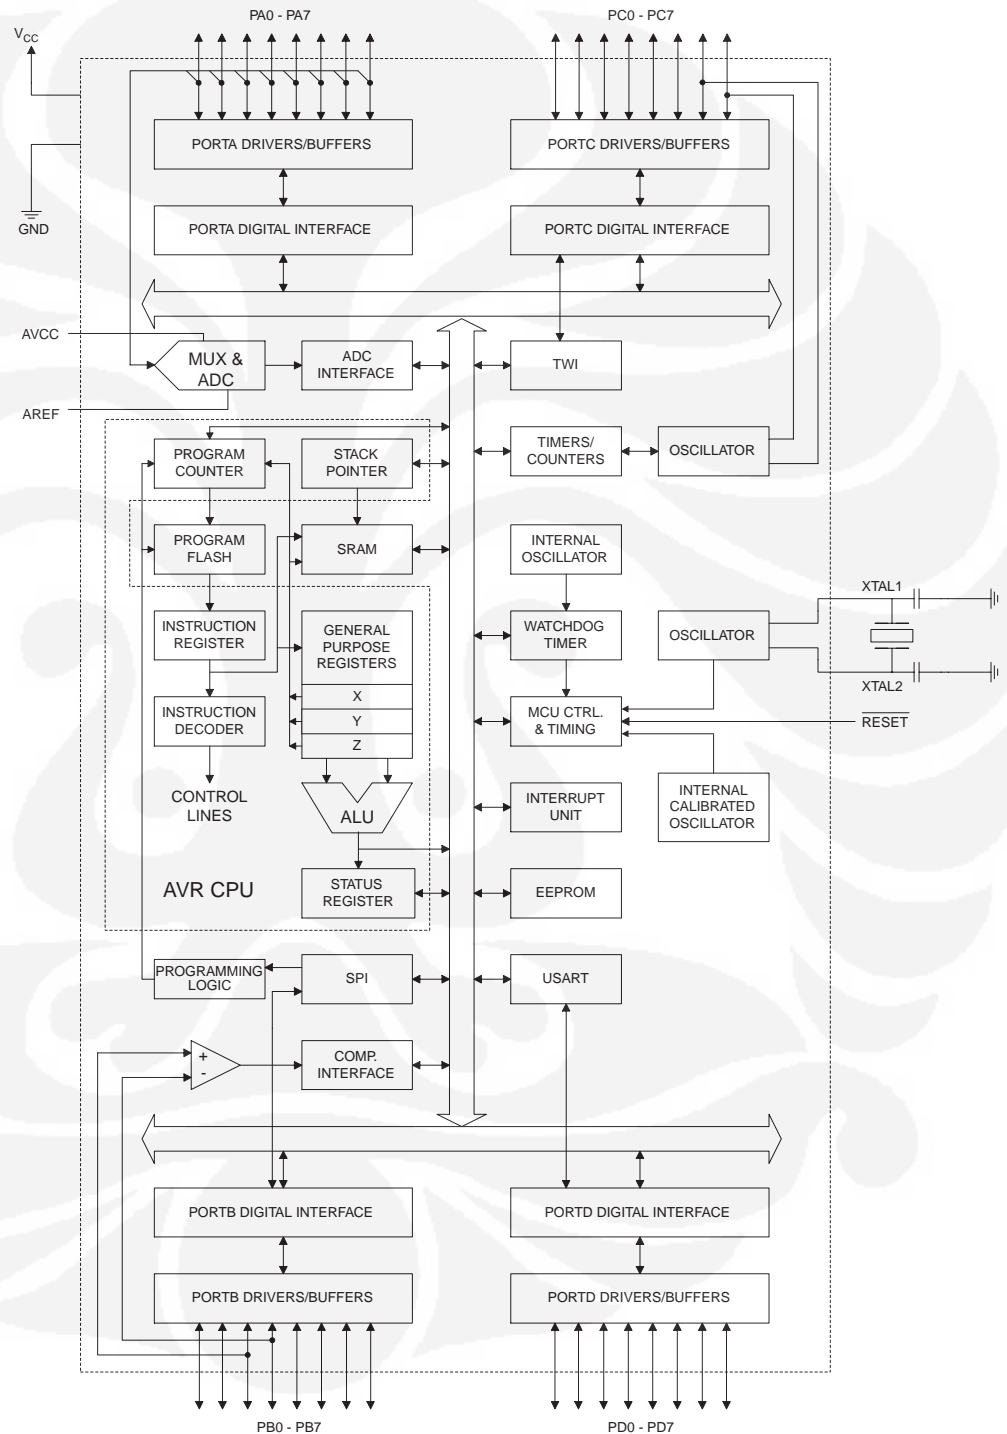 PA0 - PA7
PC0 - PC7
VCC
PORTA DRIVERS/BUFFERS
PORTC DRIVERS/BUFFERS
GND
PORTA DIGITAL INTERFACE
PORTC DIGITAL INTERFACE
AVCC
MUX &
ADC
ADC
INTERFACE
TWI
AREF
PROGRAM
COUNTER
STACK
POINTER
TIMERS/
COUNTERS
OSCILLATOR
PROGRAM
FLASH
SRAM
INTERNAL
OSCILLATOR
XTAL1
INSTRUCTION
REGISTER
GENERAL
PURPOSE
REGISTERS
WATCHDOG
TIMER
OSCILLATOR
XTAL2
X
INSTRUCTION
DECODER
Y
Z
MCU CTRL.
& TIMING
RESET
CONTROL
LINES
ALU
INTERRUPT
UNIT
INTERNAL
CALIBRATED
OSCILLATOR
AVR CPU
STATUS
REGISTER
EEPROM
PROGRAMMING
LOGIC
SPI
USART
+
-
COMP.
INTERFACE
PORTB DIGITAL INTERFACE
PORTD DIGITAL INTERFACE
PORTB DRIVERS/BUFFERS
PORTD DRIVERS/BUFFERS
PB0 - PB7
PD0 - PD7